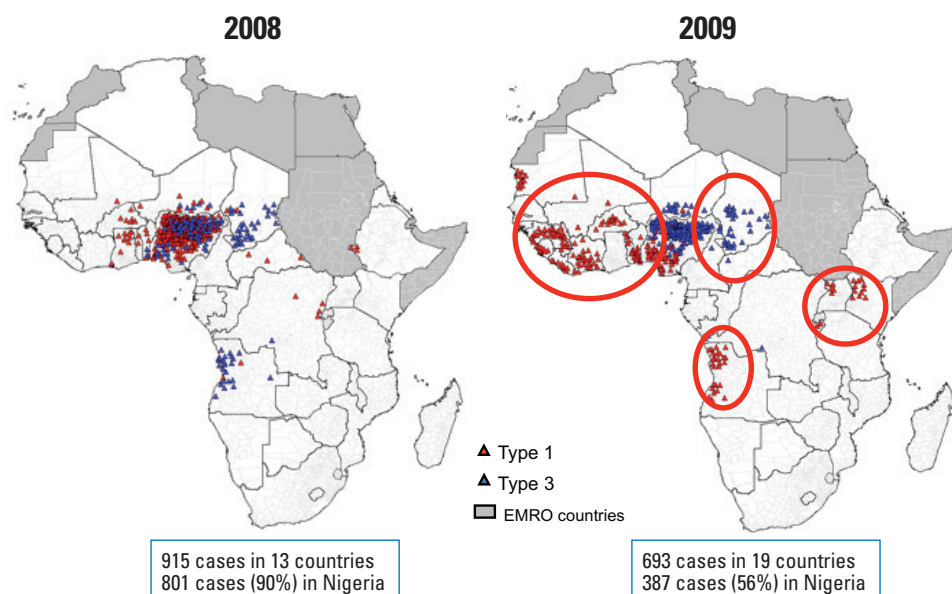 2008
2009
Type 1
Type 3
EMRO countries
915 cases in 13 countries
801 cases (90%) in Nigeria
693 cases in 19 countries
387 cases (56%) in Nigeria